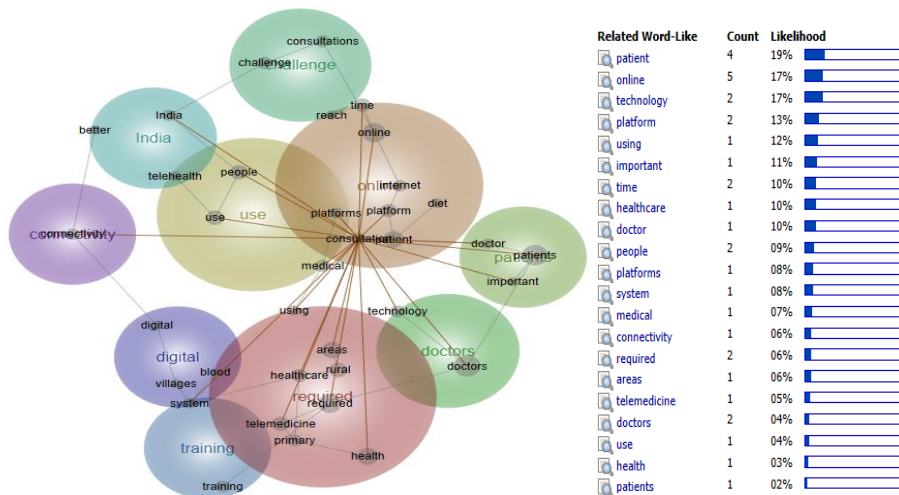 consultations
challenge
challenge
time
reach
online
India
better
India
people
telehealth
online
internet
use
use
platforms
platform
diet
connectivity
connectivity
consultation
patient
doctor
patients
patients
medical
important
using
technology
digital
digital
areas
doctors
doctors
blood
rural
healthcare
villages
required
system
required
telemedicine
primary
training
health
training
Related Word-Like Count Likelihood
patient 4 19%
online 5 17%
technology 2 17%
platform 2 13%
using 1 12%
important 1 11%
time 2 10%
healthcare 1 10%
doctor 1 10%
people 2 09%
platforms 1 08%
system 1 08%
medical 1 07%
connectivity 1 06%
required 2 06%
areas 1 06%
telemedicine 1 05%
doctors 2 04%
use 1 04%
health 1 03%
patients 1 02%